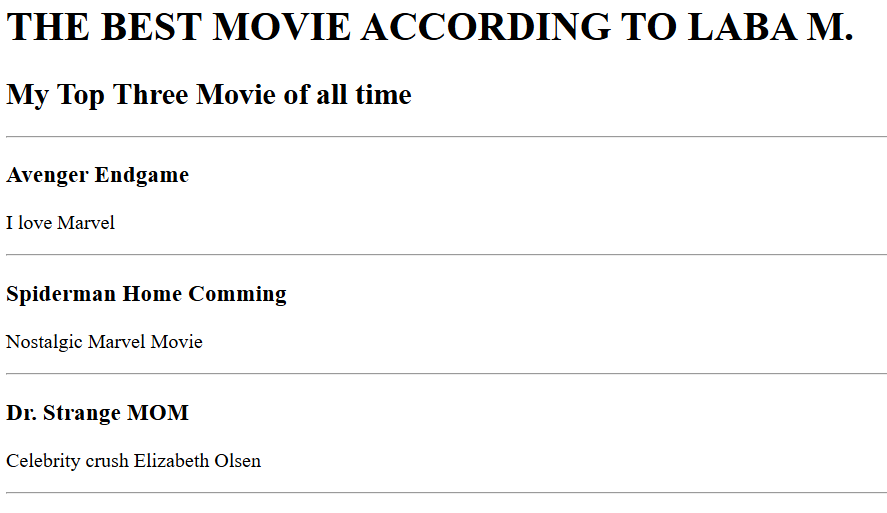 THE BEST MOVIE ACCORDING TO LABA M.
My Top Three Movie of all time
Avenger Endgame
I love Marvel
Spiderman Home Comming
Nostalgic Marvel Movie
Dr. Strange MOM
Celebrity crush Elizabeth Olsen